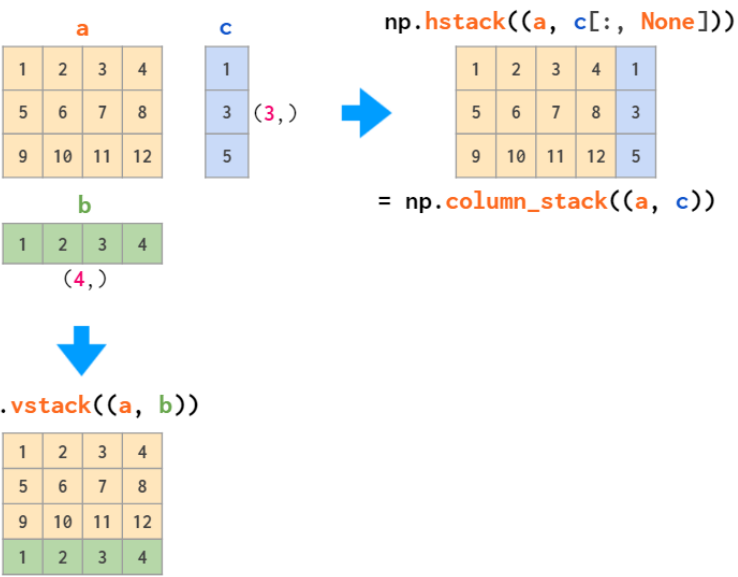 a
1 2 3 4
5 6 7 8
9 10 11 12
c
1
3
5
(3,)
np.hstack((a, c[:, None]))
1 2 3 4 1
5 6 7 8 3
9 10 11 12 5
= np.column_stack((a, c))
b
1 2 3 4
(4,)
.vstack((a, b))
1 2 3 4
5 6 7 8
9 10 11 12
1 2 3 4